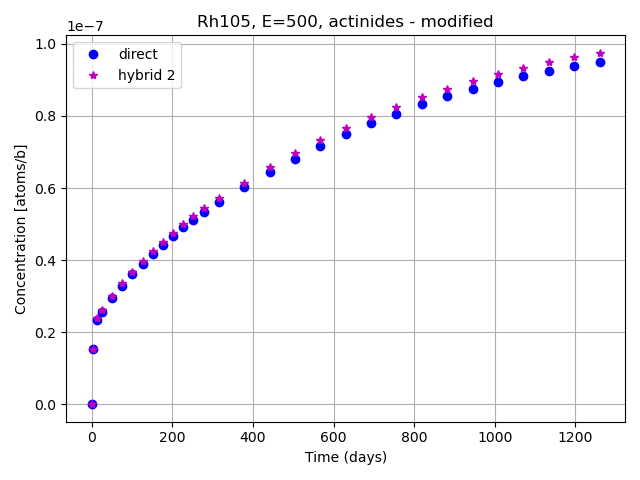 Rh105, E=500, actinides - modified
1e−7
direct
hybrid 2
1.0
0.8
0.6
0.4
0.2
0.0
Concentration [atoms/b]
0 200 400 600 800 1000 1200
Time (days)